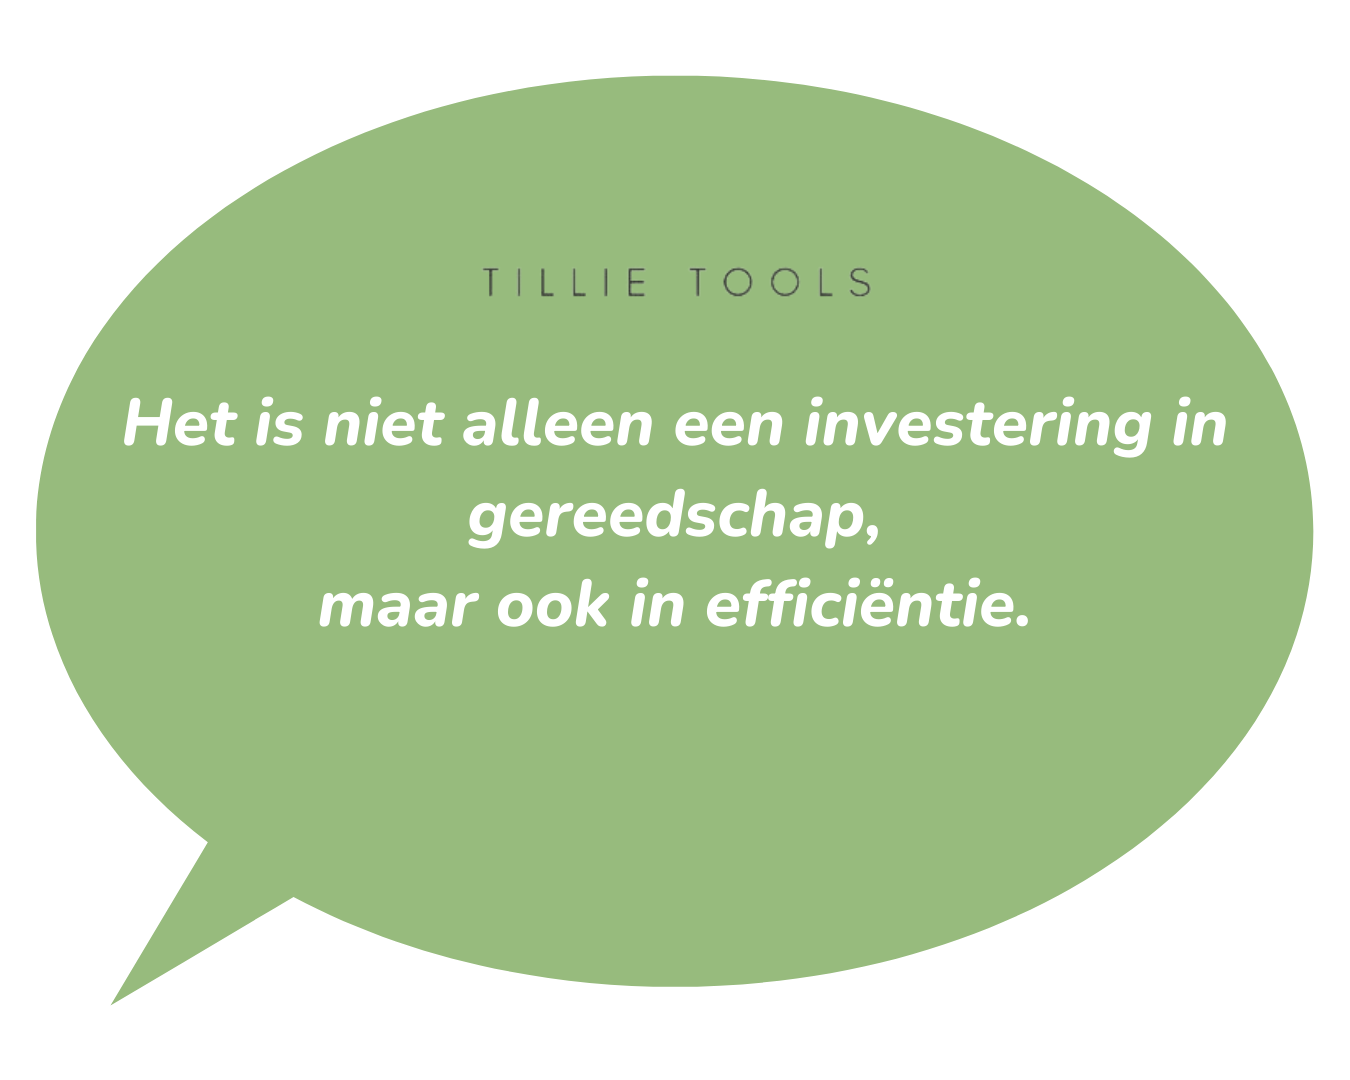 TILLIE TOOLS
Het is niet alleen een investering in
gereedschap,
maar ook in efficiëntie.